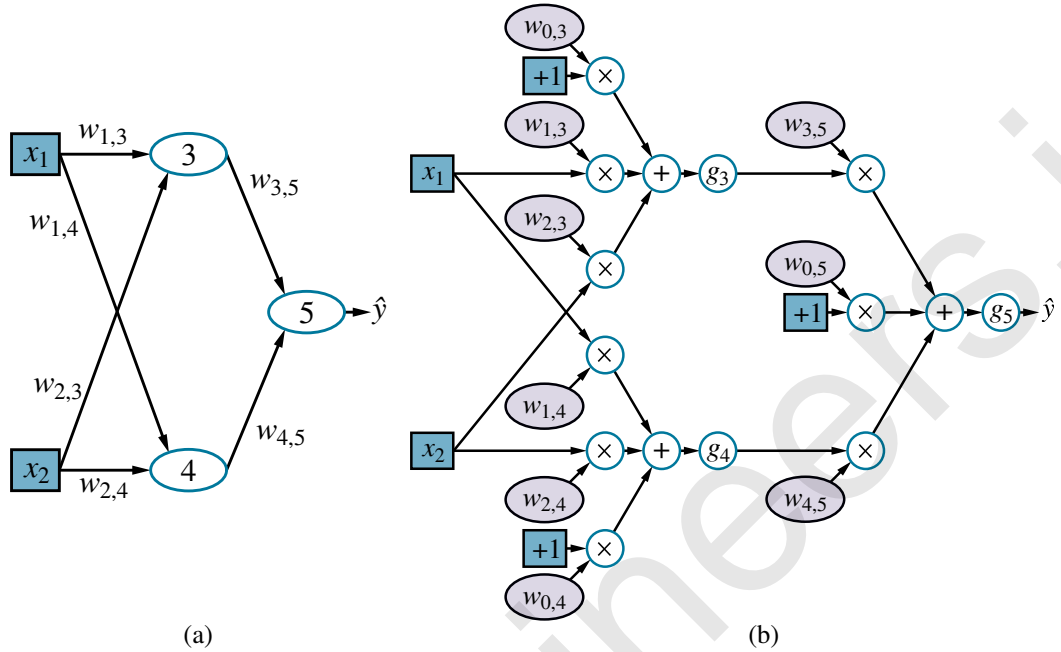 x₁
x₂
w₁,₃
w₁,₄
w₂,₃
w₂,₄
3
4
w₃,₅
w₄,₅
5
ŷ
(a)
w₀,₃
+1
×
w₁,₃
x₁
×
+
g₃
w₂,₃
×
×
w₁,₄
x₂
×
+
g₄
w₂,₄
+1
×
w₀,₄
w₃,₅
×
w₀,₅
+1
×
+
g₅
ŷ
×
w₄,₅
(b)